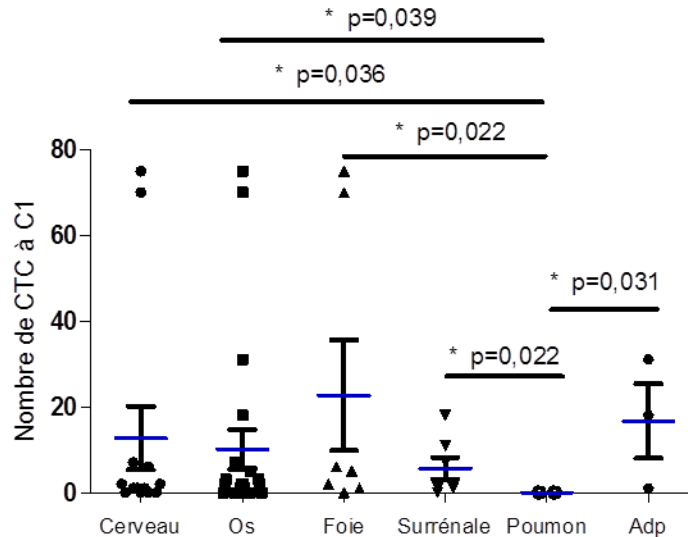 * p=0,039
* p=0,036
* p=0,022
* p=0,031
* p=0,022
Nombre de CTC à C1
80
60
40
20
0
Cerveau Os Foie Surrénale Poumon Adp